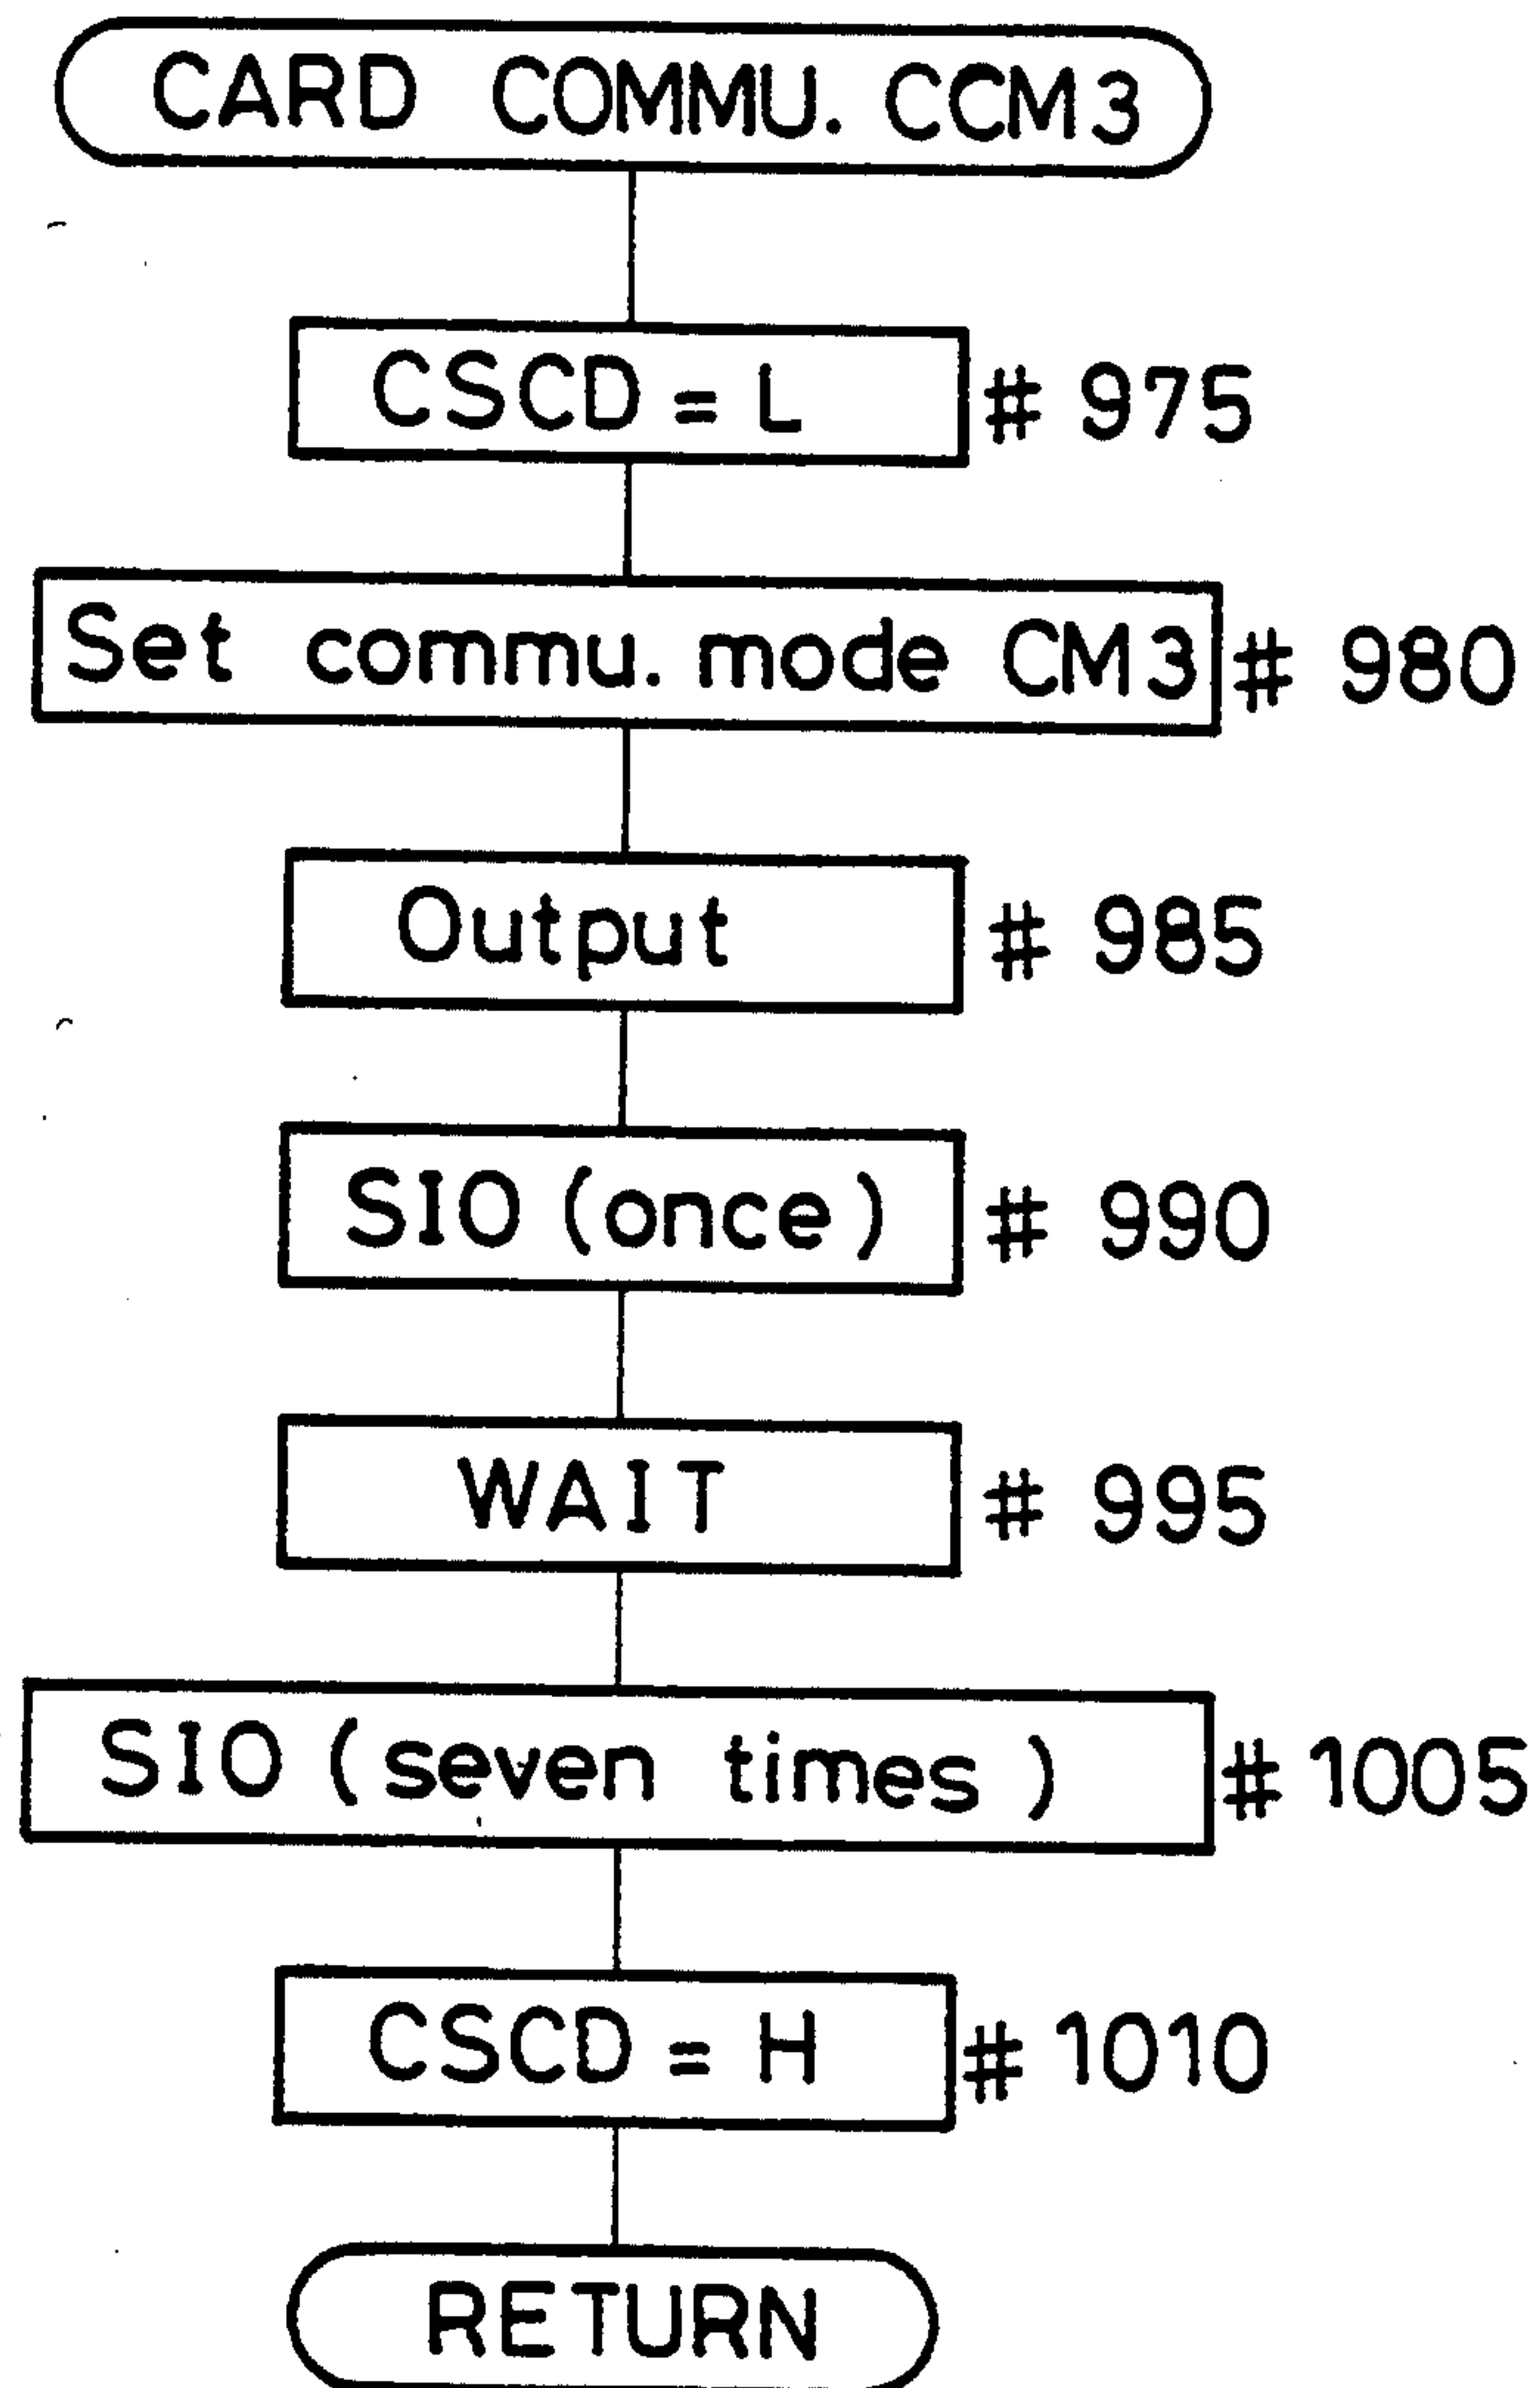 CARD COMMU. CCM3
CSCD = L # 975
Set commu. mode CM3 # 980
Output # 985
SIO (once) # 990
WAIT # 995
SIO (seven times) # 1005
CSCD = H # 1010
RETURN